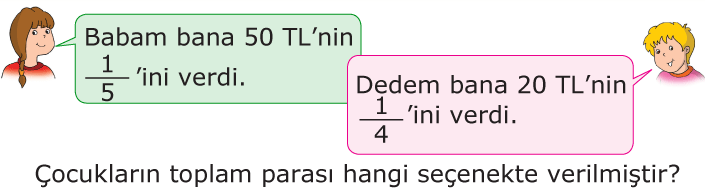 Babam bana 50 TL’nin
1/5 ’ini verdi.
Dedem bana 20 TL’nin
1/4 ’ini verdi.
Çocukların toplam parası hangi seçenekte verilmiştir?